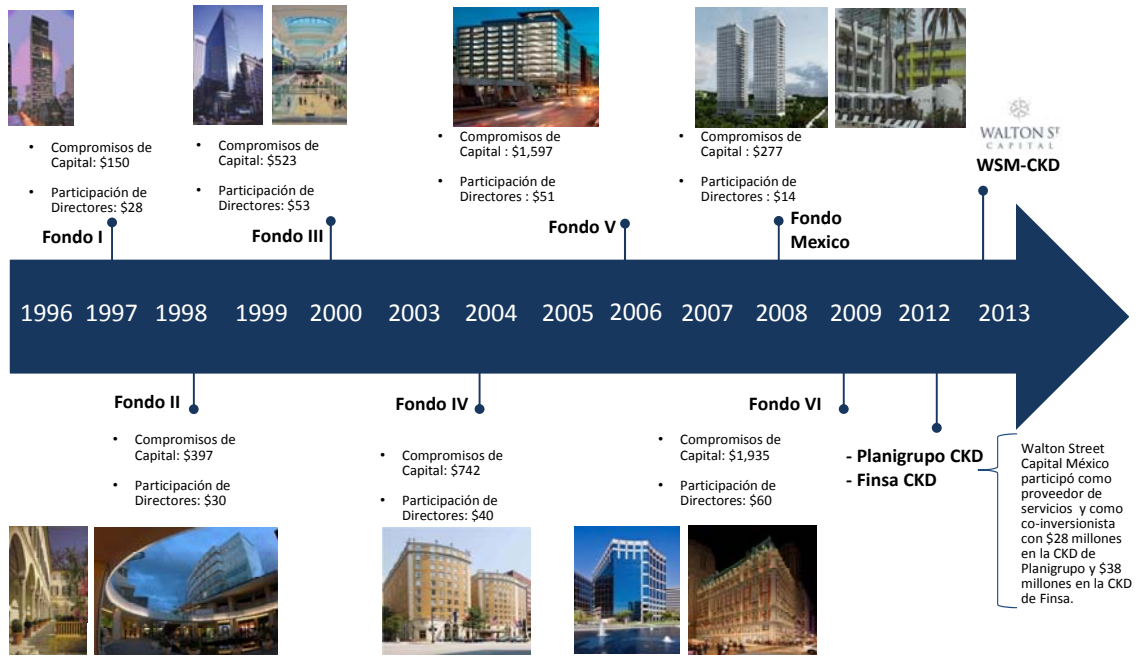 • Compromisos de
Capital: $150
• Participación de
Directores: $28
Fondo I
• Compromisos de
Capital: $523
• Participación de
Directores: $53
Fondo III
• Compromisos de
Capital : $1,597
• Participación de
Directores : $51
Fondo V
• Compromisos de
Capital : $277
• Participación de
Directores : $14
Fondo
Mexico
WALTON ST
CAPITAL
WSM-CKD
1996 1997 1998 1999 2000 2003 2004 2005 2006 2007 2008 2009 2012 2013
Fondo II
• Compromisos de
Capital: $397
• Participación de
Directores: $30
Fondo IV
• Compromisos de
Capital: $742
• Participación de
Directores: $40
Fondo VI
• Compromisos de
Capital: $1,935
• Participación de
Directores: $60
- Planigrupo CKD
- Finsa CKD
Walton Street
Capital México
participó como
proveedor de
servicios y como
co-inversionista
con $28 millones
en la CKD de
Planigrupo y $38
millones en la CKD
de Finsa.